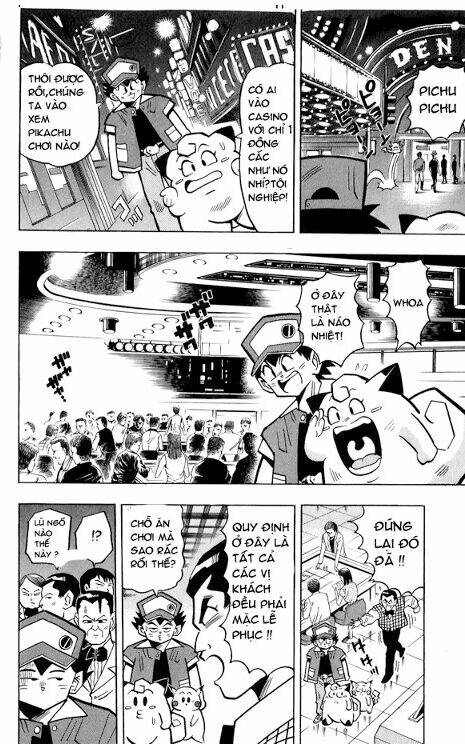 PICHU
PICHU
DEN
CAS
THÔI ĐƯỢC
RỒI,CHÚNG
TA VÀO
XEM
PIKACHU
CHƠI NÀO!
CÓ AI
VÀO
CASINO
VỚI CHỈ 1
ĐỒNG
CẮC
NHƯ NÓ
NHỈ?TỘI
NGHIỆP!
WHOA
Ở ĐÂY
THẬT
LÀ NÁO
NHIỆT!
ĐỨNG
LẠI ĐÓ
ĐÃ !!
QUY ĐỊNH
Ở ĐÂY LÀ
TẤT CẢ
CÁC VỊ
KHÁCH
ĐỀU PHẢI
MẶC LỄ
PHỤC !!
CHỖ ĂN
CHƠI MÀ
SAO RẮC
RỐI THẾ?
!?
LŨ NGỐ
NÀO
THẾ
NÀY ?